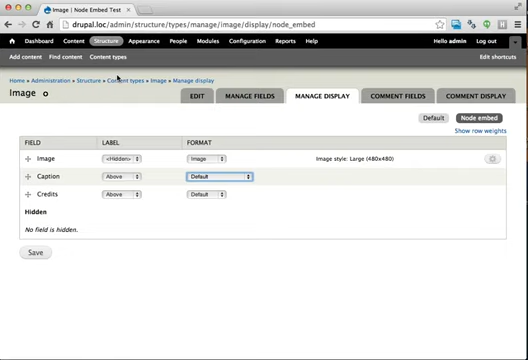 Image | Node Embed Test
drupal.loc/admin/structure/types/manage/image/display/node_embed
Dashboard Content Structure Appearance People Modules Configuration Reports Help Hello admin Log out
Add content Find content Content types Edit shortcuts
Home » Administration » Structure » Content types » Image » Manage display
Image
EDIT MANAGE FIELDS MANAGE DISPLAY COMMENT FIELDS COMMENT DISPLAY
Default Node embed
Show row weights
FIELD LABEL FORMAT
Image <Hidden> Image Image style: Large (480x480)
Caption Above Default
Credits Above Default
Hidden
No field is hidden.
Save